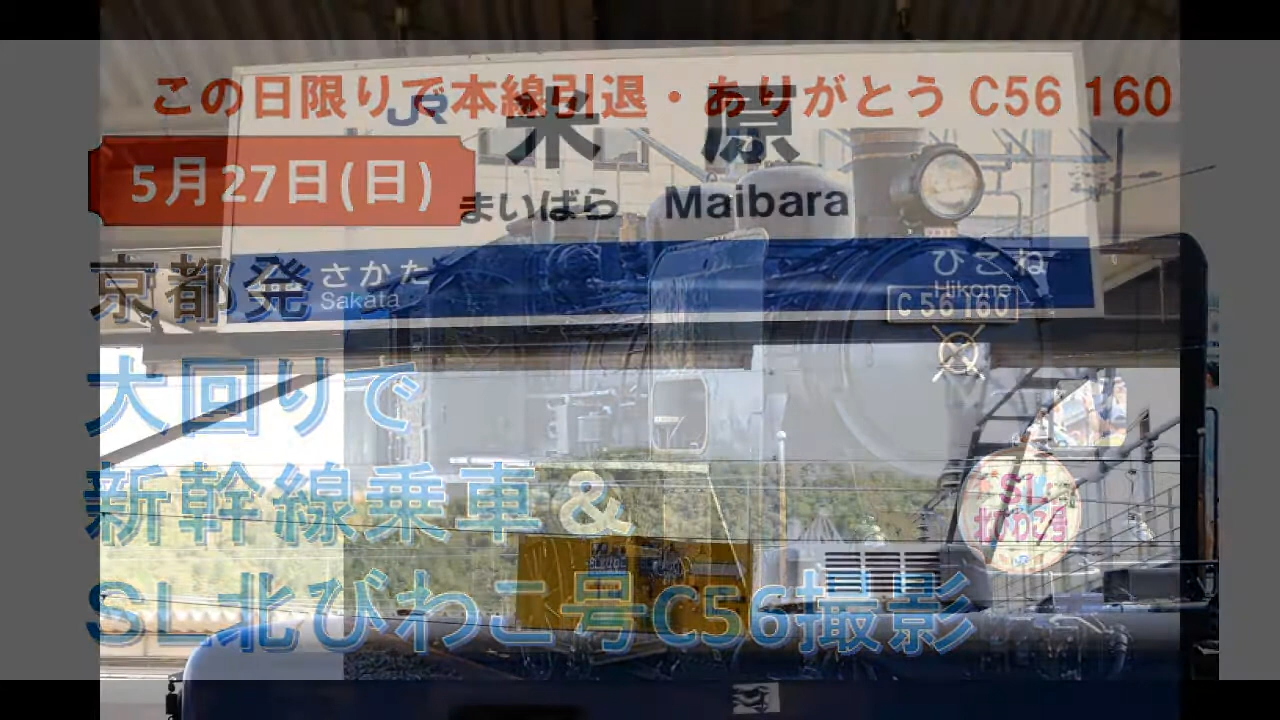 この日限りで本線引退・ありがとう C56 160
JR 米原
5月27日(日)
まいばら Maibara
京都発
さかた
Sakata
ひこね
Hikone
C56 160
大回りで
新幹線乗車&
SL
北びわこ号
SL北びわこ号C56撮影